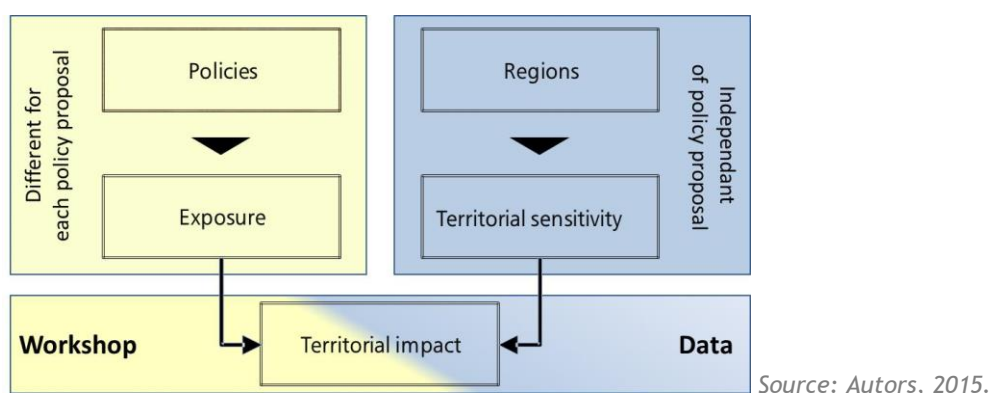 Different for
each policy proposal
Policies
Exposure
Regions
Territorial sensitivity
Independant
of policy proposal
Workshop
Territorial impact
Data
Source: Autors, 2015.